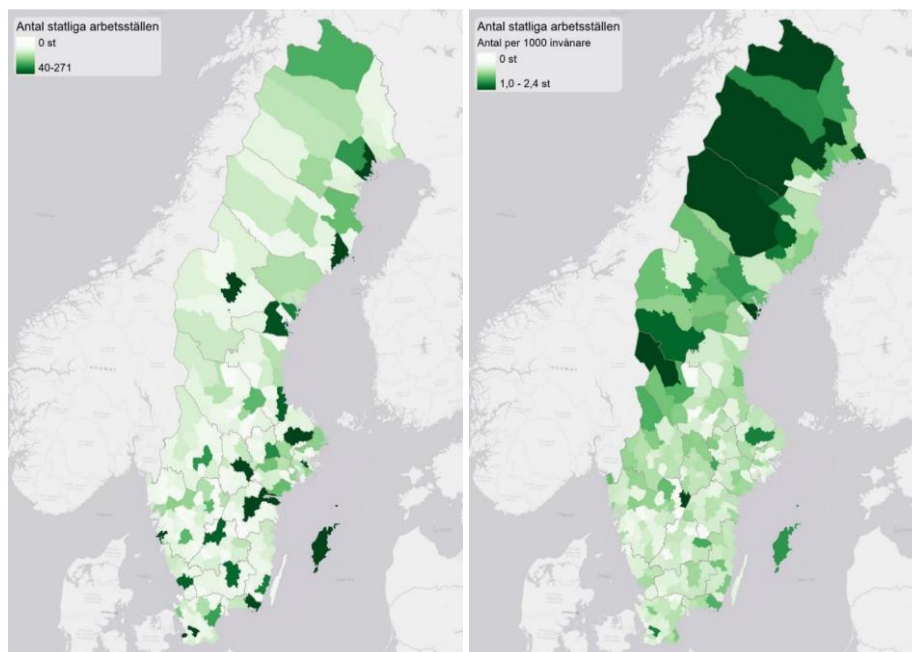 Antal statliga arbetsställen
0 st
40-271
Antal statliga arbetsställen
Antal per 1000 invånare
0 st
1,0 - 2,4 st